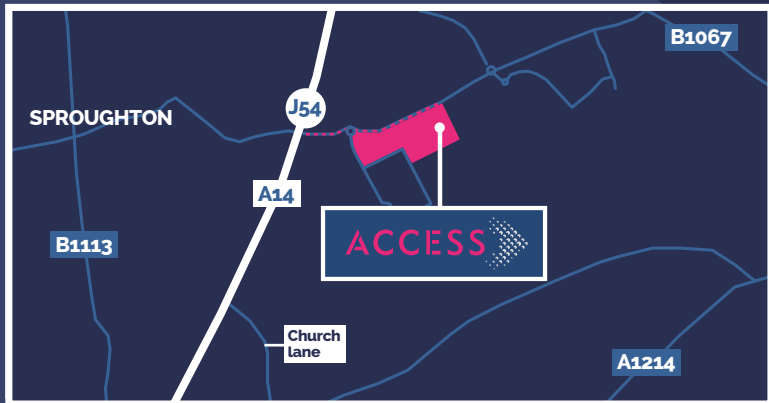 B1067
J54
SPROUGHTON
A14
ACCESS
B1113
Church
lane
A1214